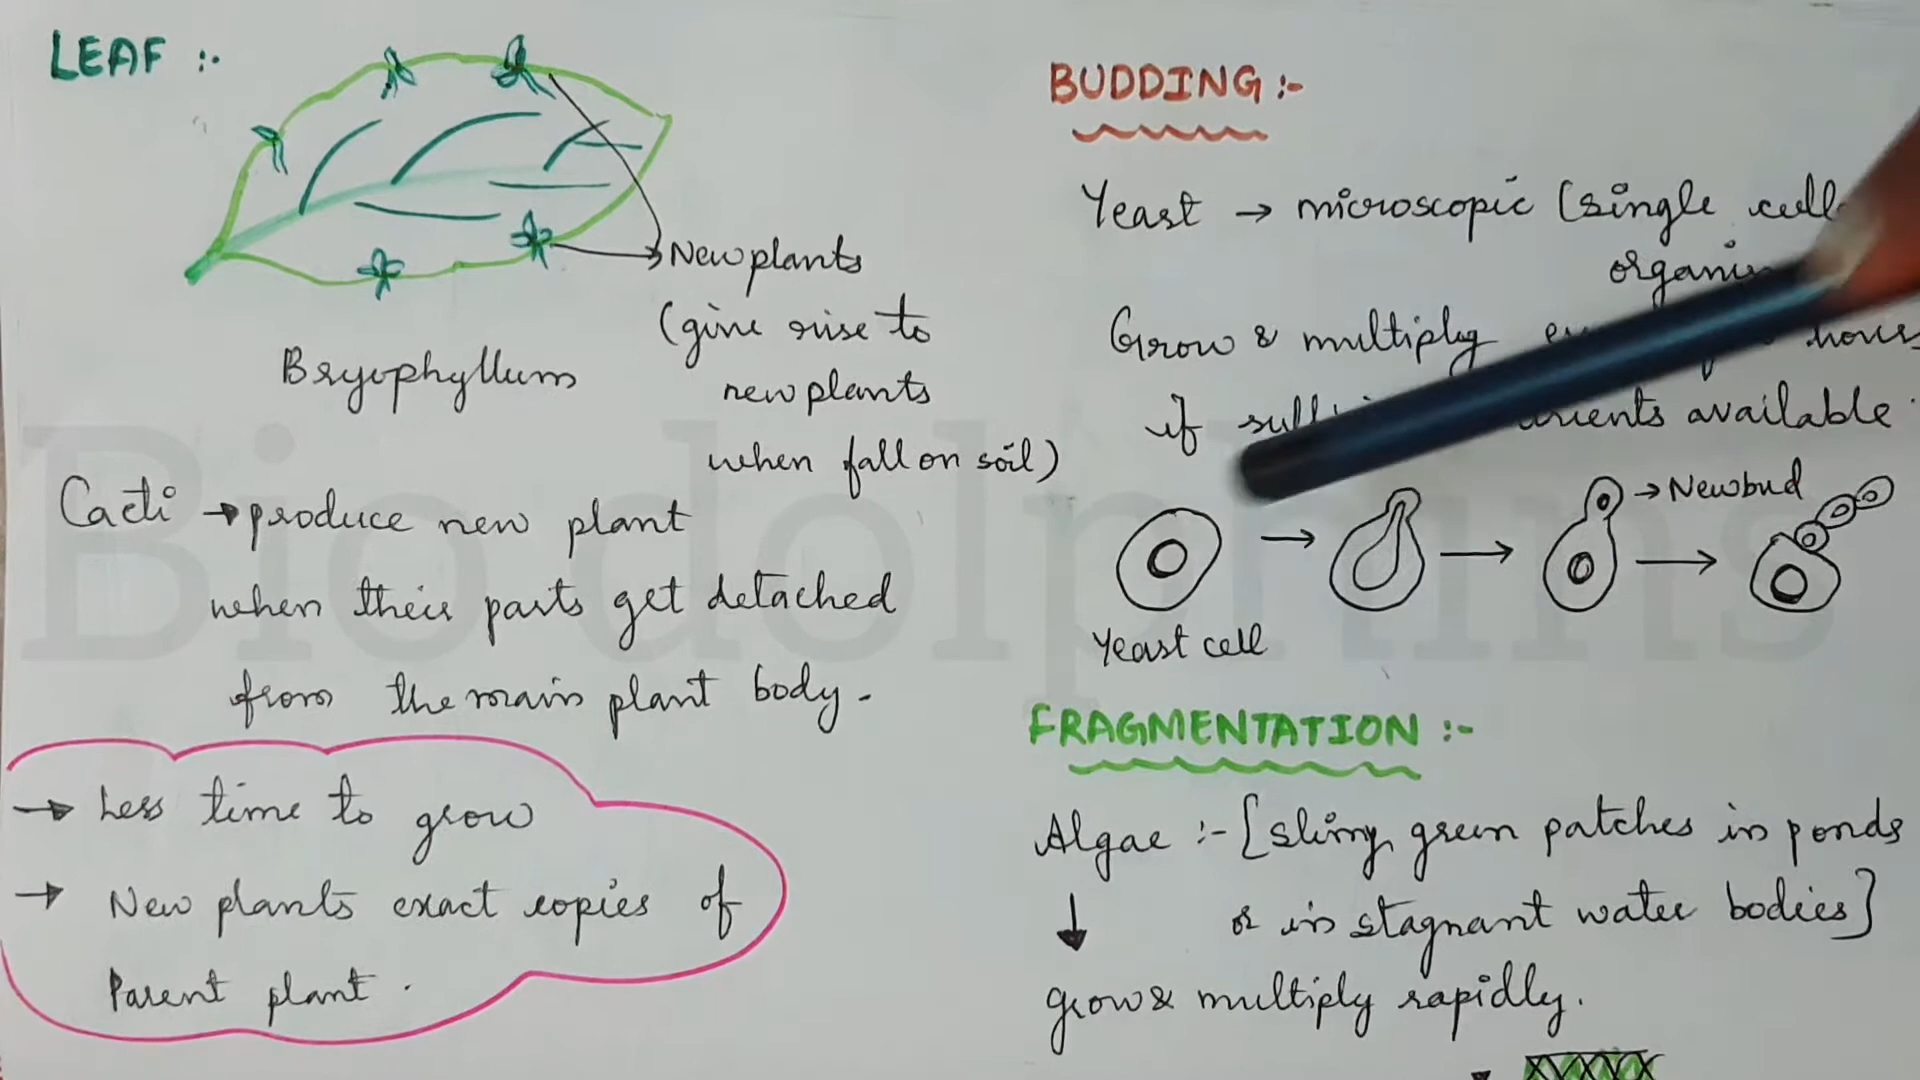 LEAF :-
New plants
(give rise to
new plants
when fall on soil)
Bryophyllum
Cacti → produce new plant
when their parts get detached
from the main plant body.
→ Less time to grow
→ New plants exact copies of
Parent plant.
BUDDING :-
Yeast → microscopic (single
Grow & multiply hours
if available.
→ New bud
Yeast cell
FRAGMENTATION :-
Algae :- [slimy green patches in ponds
or in stagnant water bodies]
grow & multiply rapidly.
Bio dolphins